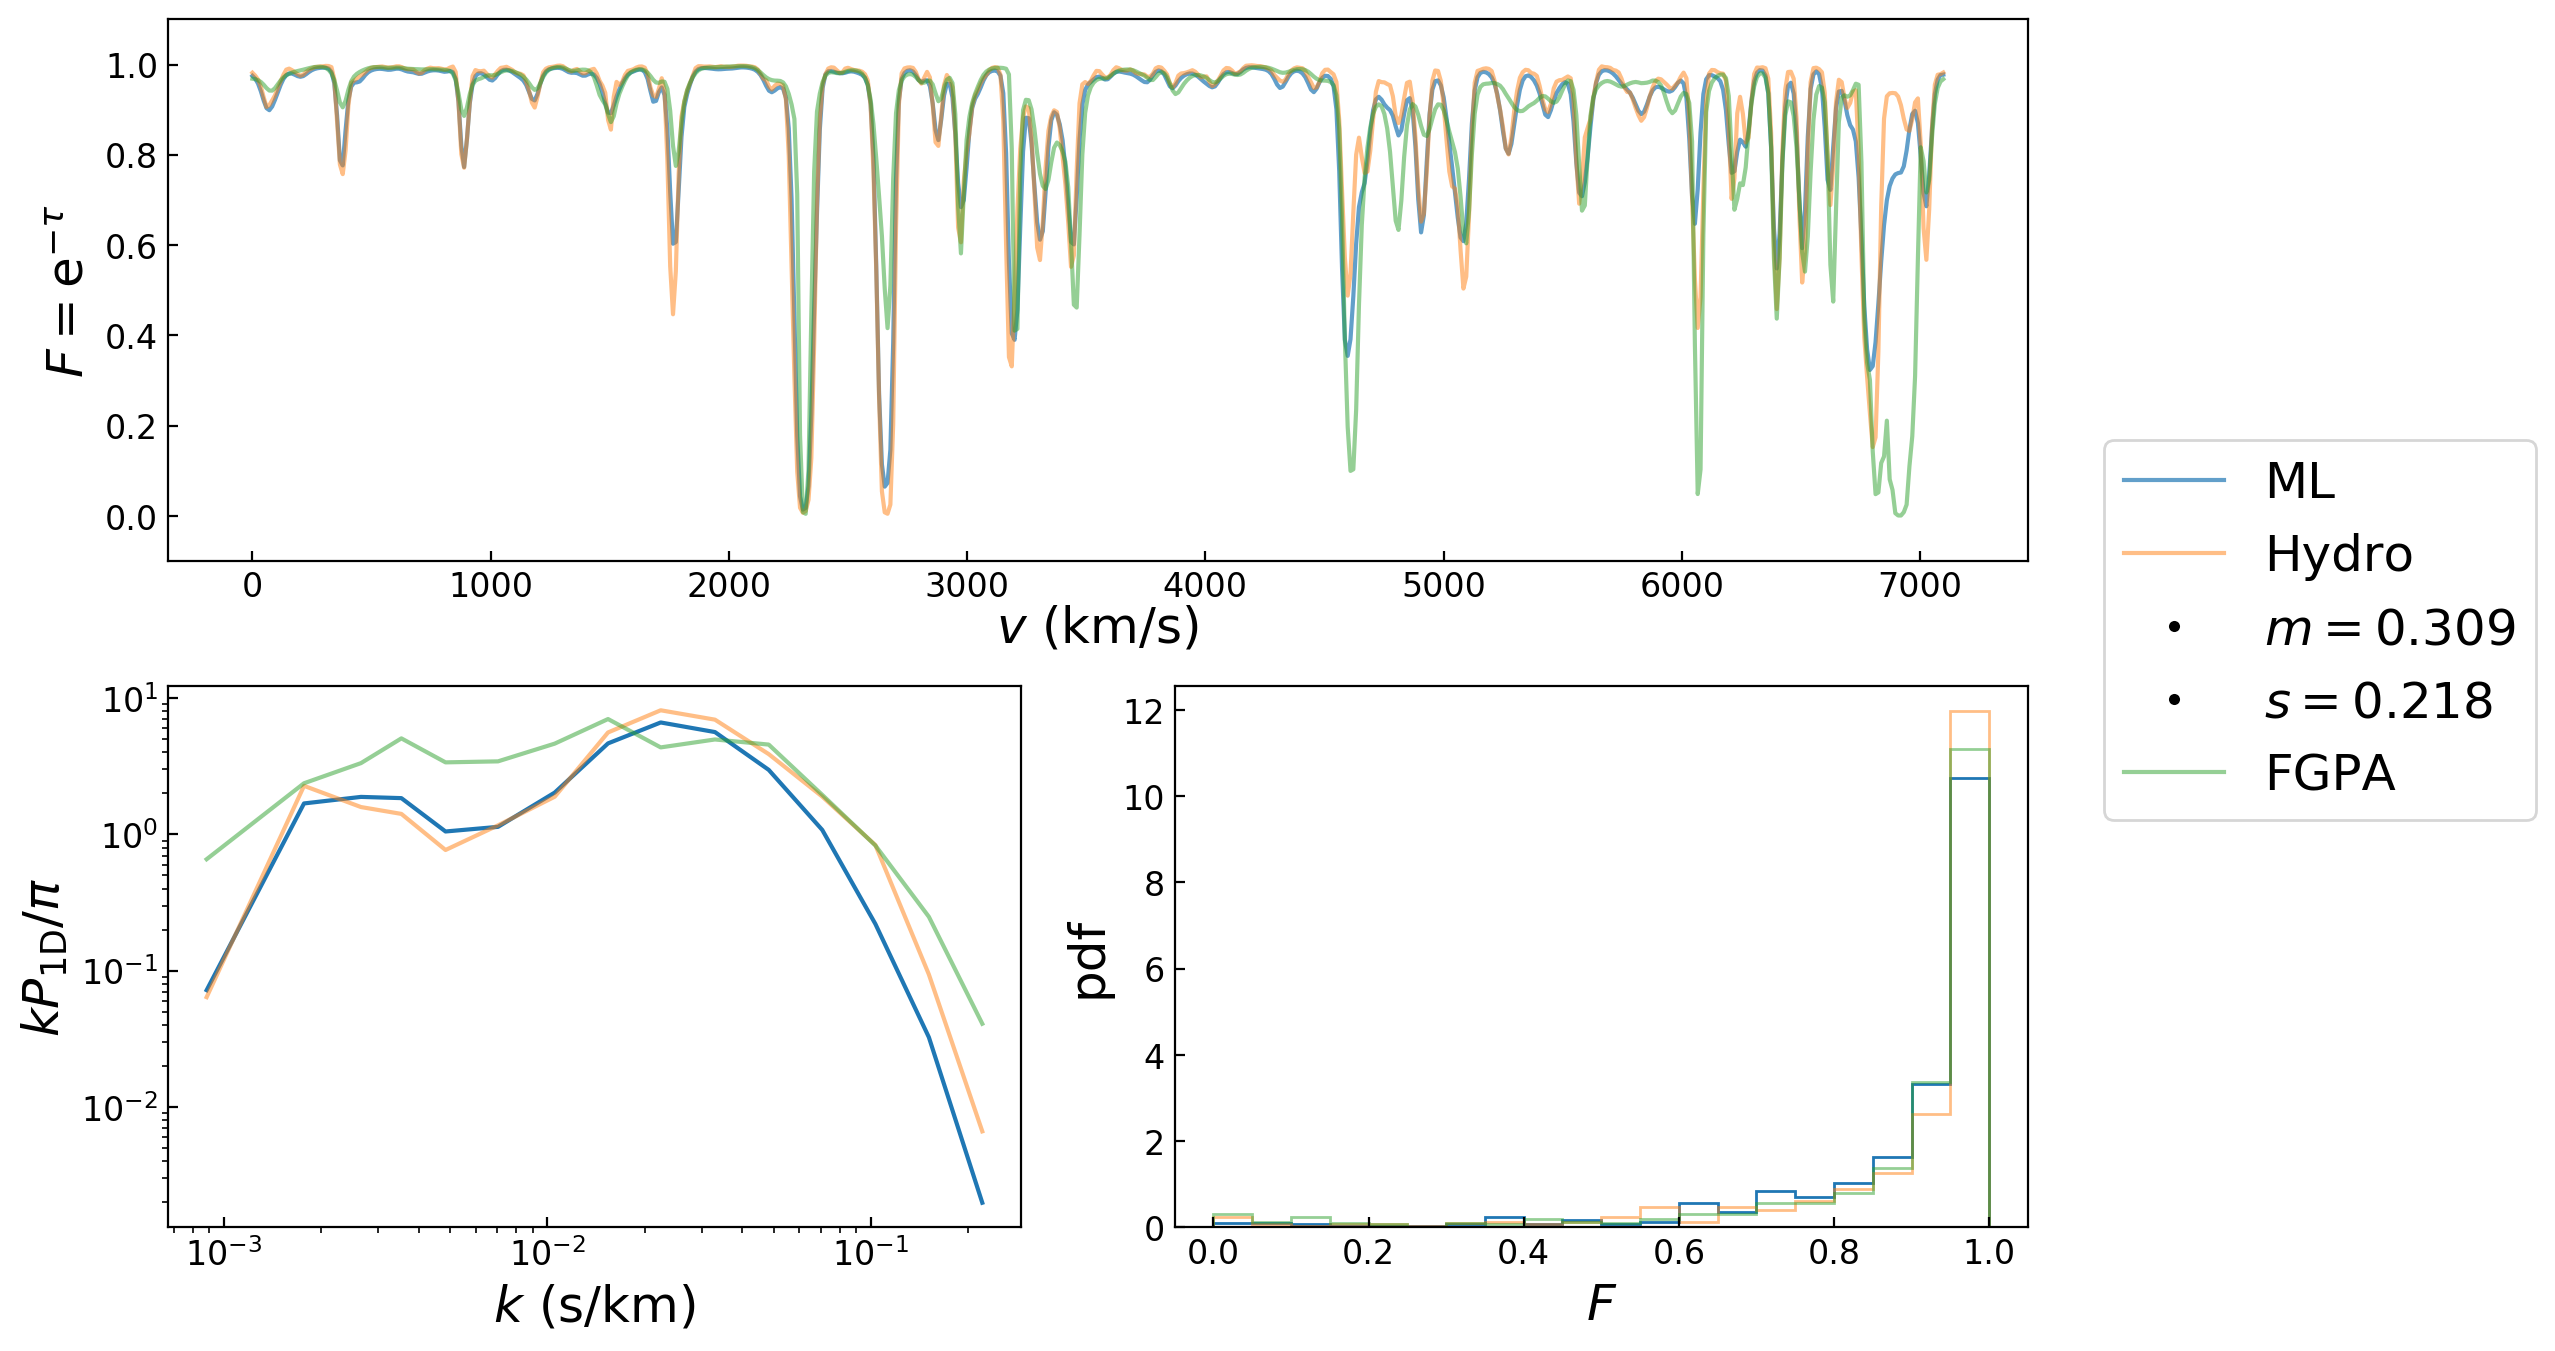 F = e^{-τ}
1.0
0.8
0.6
0.4
0.2
0.0
0 1000 2000 3000 4000 5000 6000 7000
v (km/s)
ML
Hydro
m = 0.309
s = 0.218
FGPA
kP_{1D}/π
10^1
10^0
10^{-1}
10^{-2}
10^{-3} 10^{-2} 10^{-1}
k (s/km)
pdf
12
10
8
6
4
2
0
0.0 0.2 0.4 0.6 0.8 1.0
F